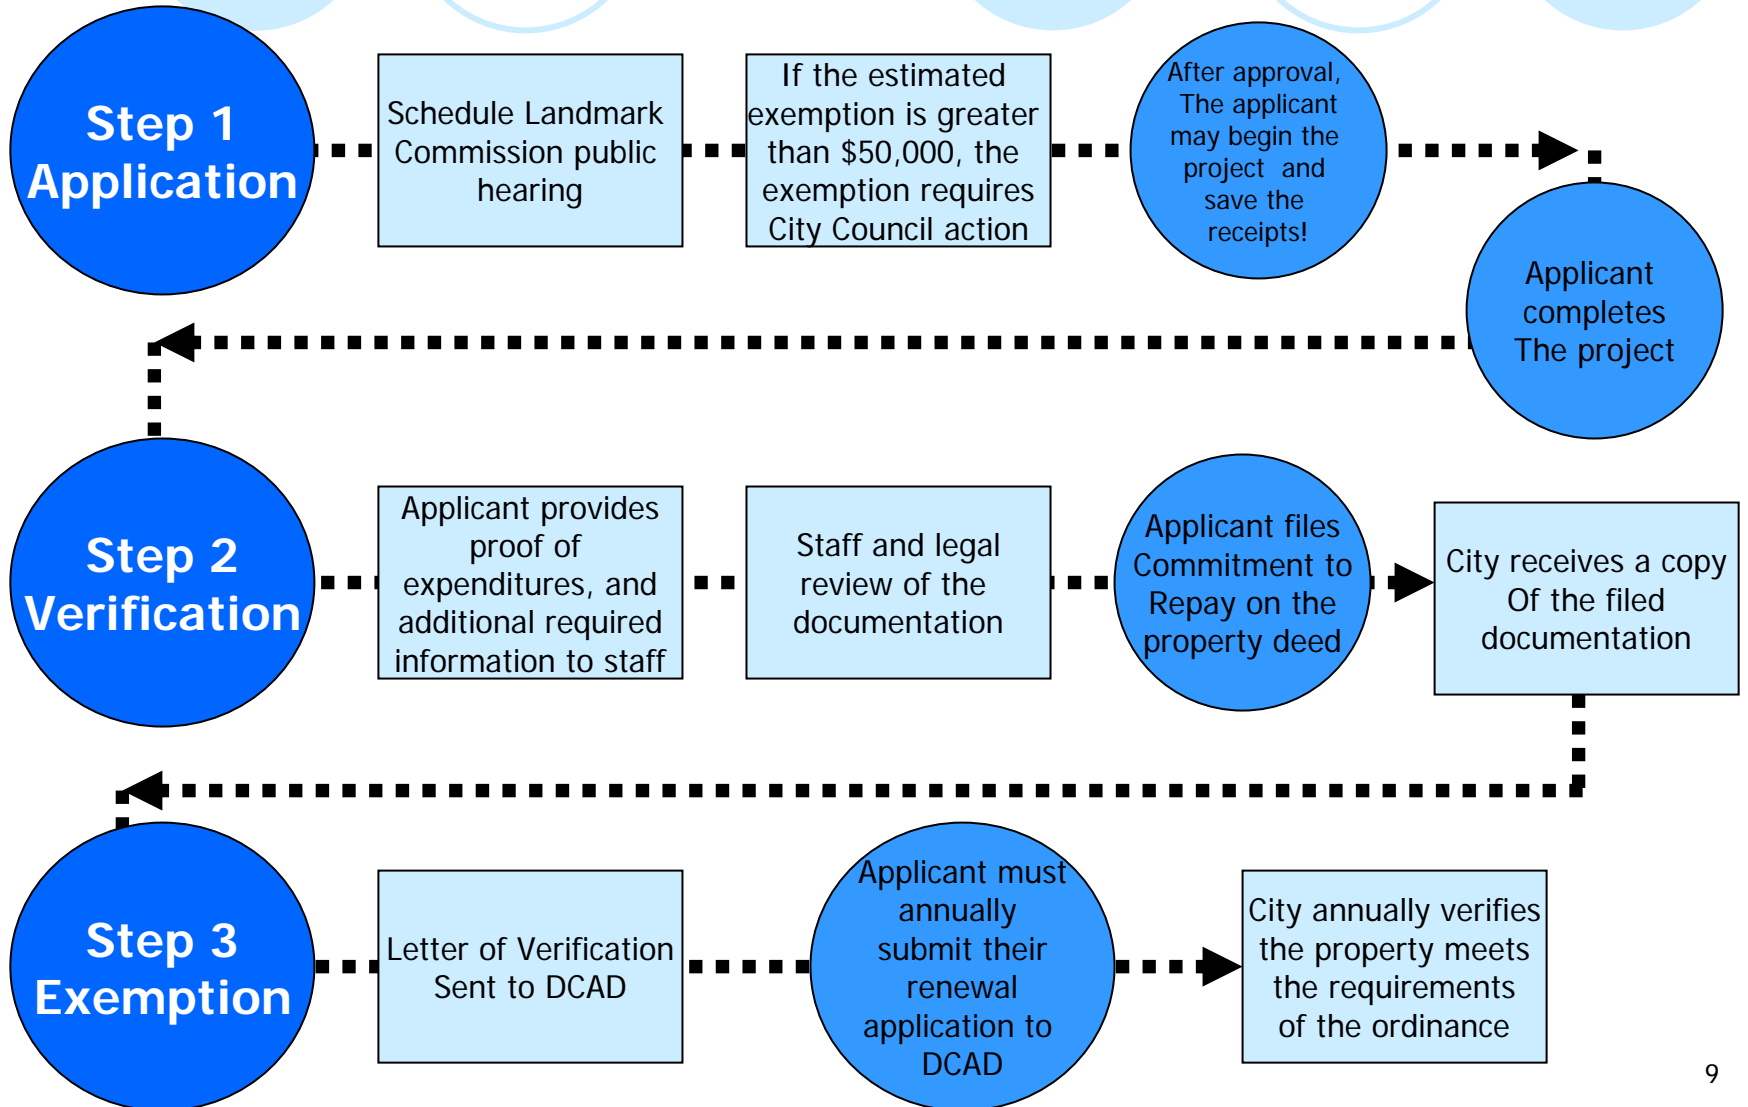 Step 1
Application
Schedule Landmark
Commission public
hearing
If the estimated
exemption is greater
than $50,000, the
exemption requires
City Council action
After approval,
The applicant
may begin the
project and
save the
receipts!
Applicant
completes
The project
Step 2
Verification
Applicant provides
proof of
expenditures, and
additional required
information to staff
Staff and legal
review of the
documentation
Applicant files
Commitment to
Repay on the
property deed
City receives a copy
Of the filed
documentation
Step 3
Exemption
Letter of Verification
Sent to DCAD
Applicant must
annually
submit their
renewal
application to
DCAD
City annually verifies
the property meets
the requirements
of the ordinance
9